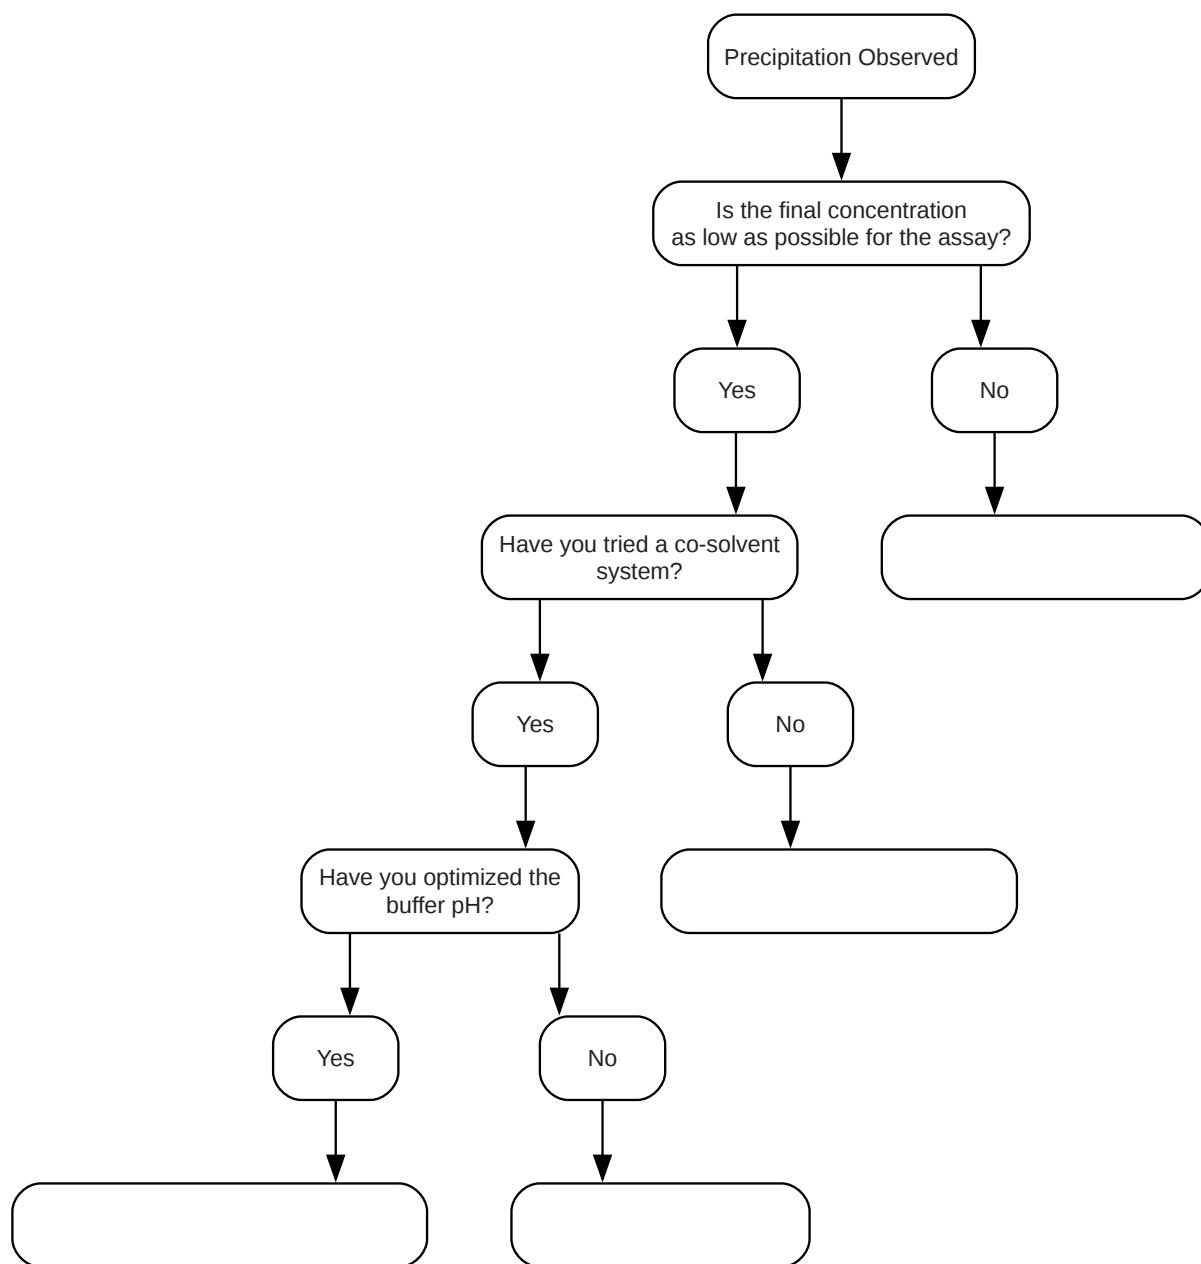 Precipitation Observed
Is the final concentration
as low as possible for the assay?
Yes
No
Have you tried a co-solvent
system?
Yes
No
Have you optimized the
buffer pH?
Yes
No